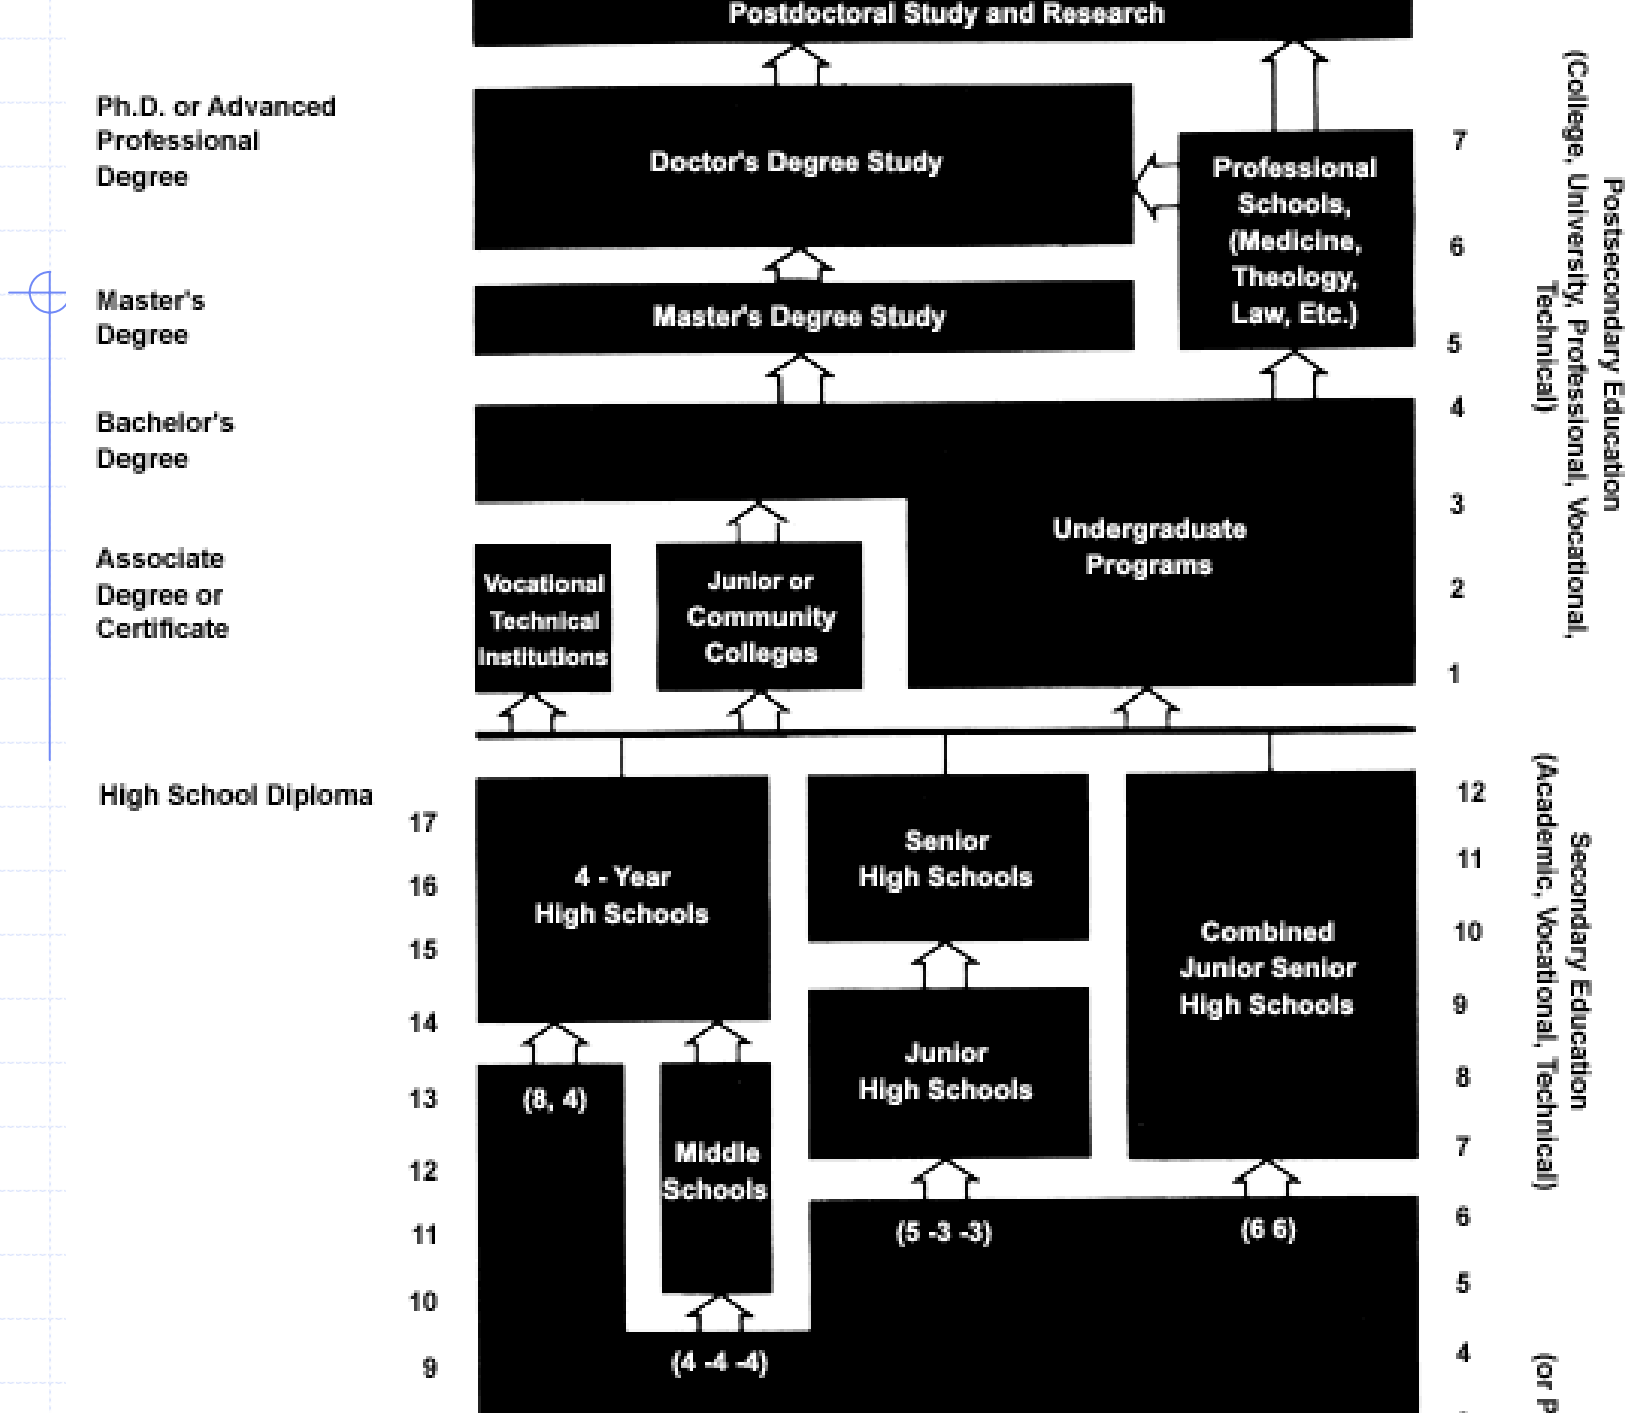 Postdoctoral Study and Research
Ph.D. or Advanced
Professional
Degree
Doctor's Degree Study
Professional
Schools,
(Medicine,
Theology,
Law, Etc.)
7
6
5
Master's
Degree
Master's Degree Study
Bachelor's
Degree
4
3
2
1
Undergraduate
Programs
Associate
Degree or
Certificate
Vocational
Technical
Institutions
Junior or
Community
Colleges
Postsecondary Education
(College, University, Professional, Vocational,
Technical)
High School Diploma
17
16
15
14
13
12
11
10
9
4 - Year
High Schools
Senior
High Schools
Combined
Junior Senior
High Schools
Junior
High Schools
(8, 4)
Middle
Schools
(5 -3 -3)
(6 6)
(4 -4 -4)
12
11
10
9
8
7
6
5
4
Secondary Education
(Academic, Vocational, Technical)
(or P